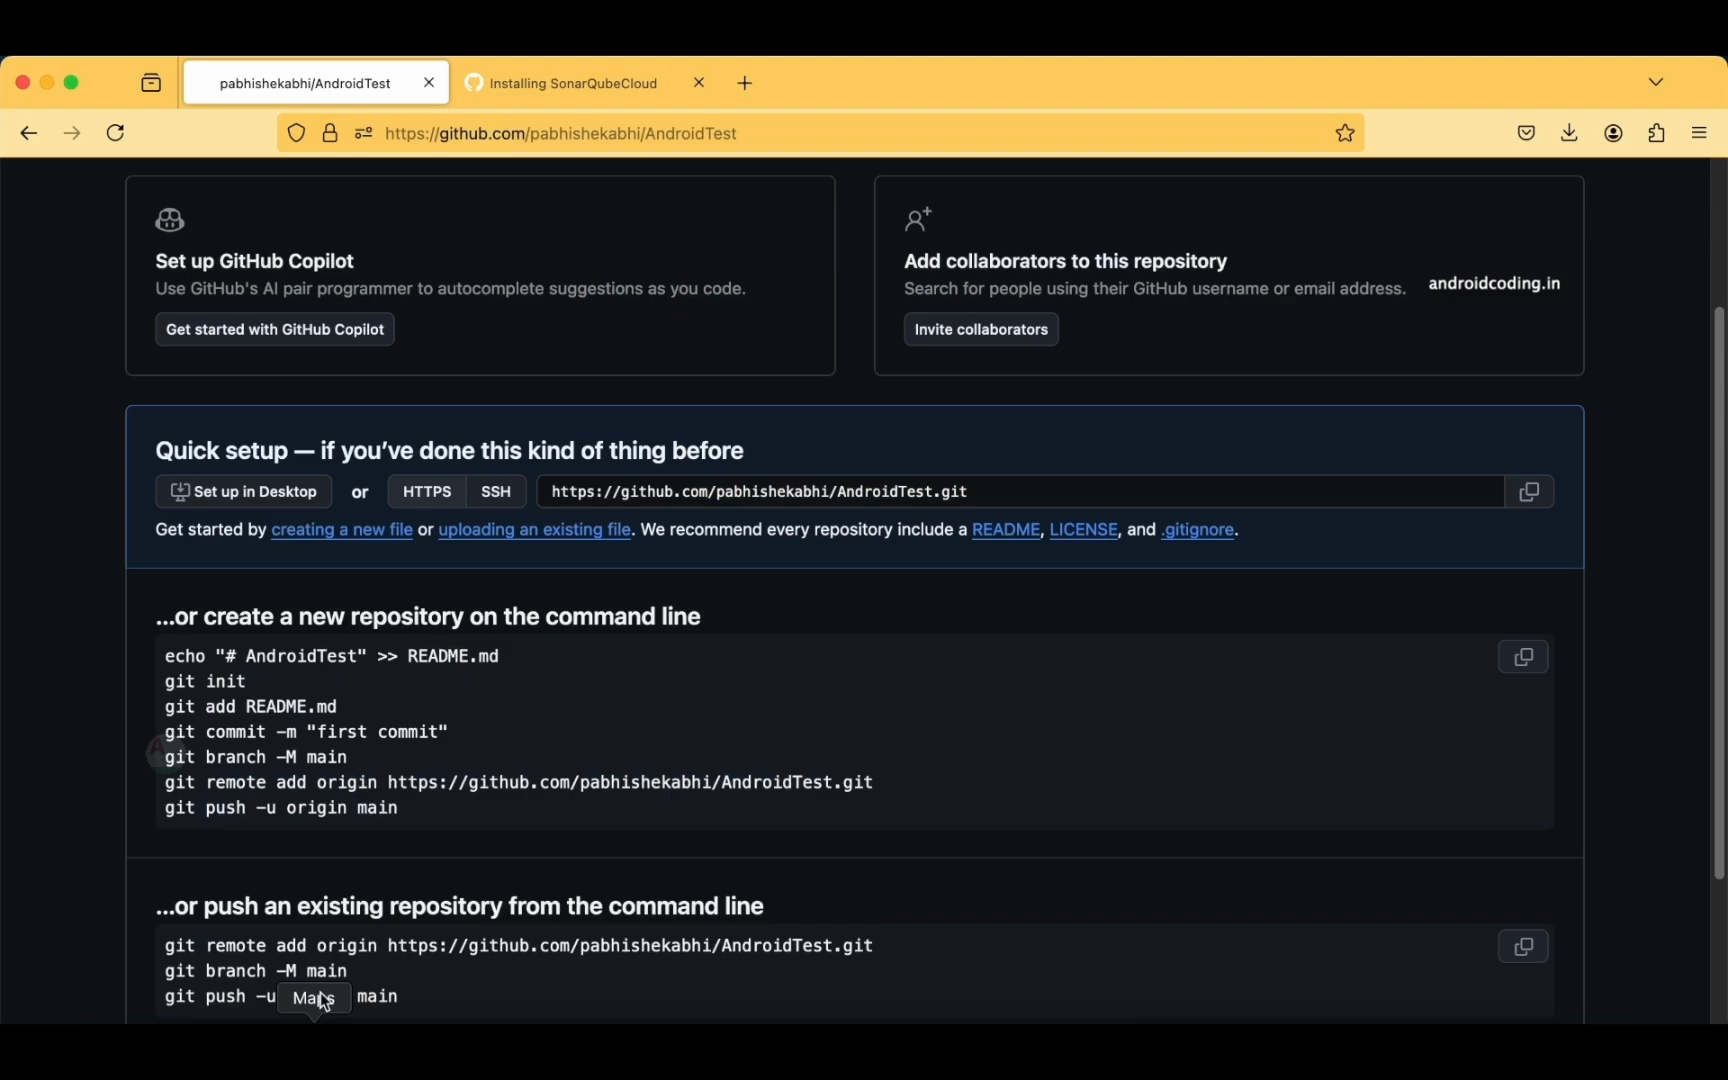 pabhishekabhi/AndroidTest
Installing SonarQubeCloud
https://github.com/pabhishekabhi/AndroidTest
Set up GitHub Copilot
Use GitHub's AI pair programmer to autocomplete suggestions as you code.
Get started with GitHub Copilot
Add collaborators to this repository
Search for people using their GitHub username or email address.
androidcoding.in
Invite collaborators
Quick setup — if you've done this kind of thing before
Set up in Desktop or HTTPS SSH https://github.com/pabhishekabhi/AndroidTest.git
Get started by creating a new file or uploading an existing file. We recommend every repository include a README, LICENSE, and .gitignore.
...or create a new repository on the command line
echo "# AndroidTest" >> README.md
git init
git add README.md
git commit -m "first commit"
git branch -M main
git remote add origin https://github.com/pabhishekabhi/AndroidTest.git
git push -u origin main
...or push an existing repository from the command line
git remote add origin https://github.com/pabhishekabhi/AndroidTest.git
git branch -M main
git push -u main
Maps